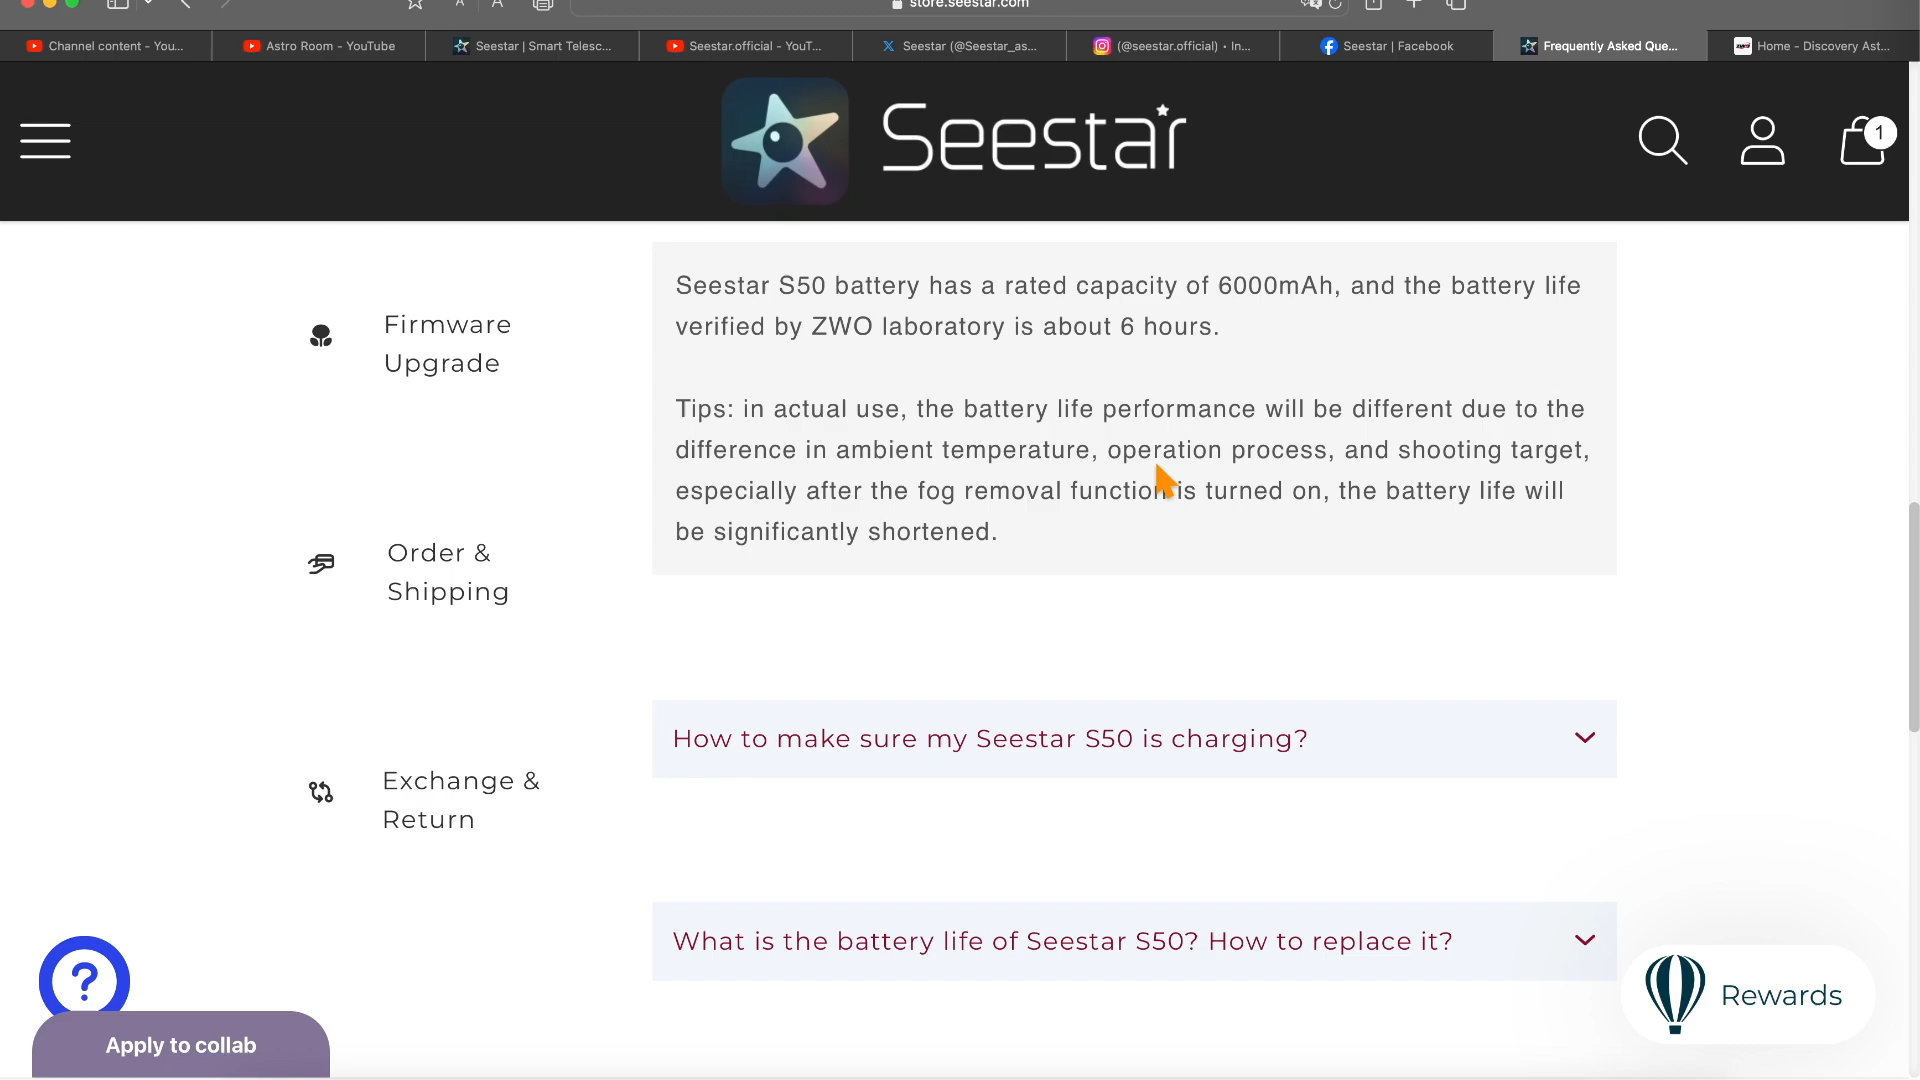 store.seestar.com
Channel content - You...
Astro Room - YouTube
Seestar | Smart Telesc...
Seestar.official - YouT...
Seestar (@Seestar_as...
(@seestar.official) • In...
Seestar | Facebook
Frequently Asked Que...
Home - Discovery Ast...
Seestar
1
Seestar S50 battery has a rated capacity of 6000mAh, and the battery life
verified by ZWO laboratory is about 6 hours.
Tips: in actual use, the battery life performance will be different due to the
difference in ambient temperature, operation process, and shooting target,
especially after the fog removal function is turned on, the battery life will
be significantly shortened.
Firmware
Upgrade
Order &
Shipping
Exchange &
Return
How to make sure my Seestar S50 is charging?
What is the battery life of Seestar S50? How to replace it?
?
Apply to collab
Rewards